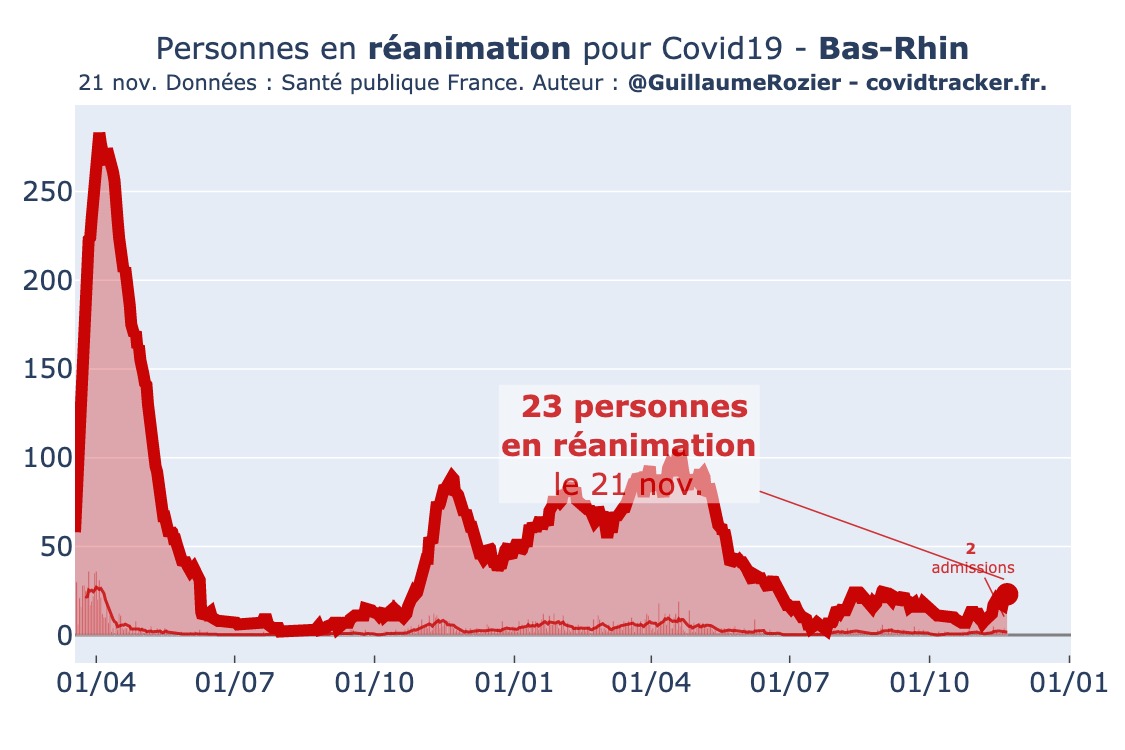 Personnes en réanimation pour Covid19 - Bas-Rhin
21 nov. Données : Santé publique France. Auteur : @GuillaumeRozier - covidtracker.fr.
250
200
150
100
50
0
23 personnes
en réanimation
le 21 nov.
2
admissions
01/04 01/07 01/10 01/01 01/04 01/07 01/10 01/01